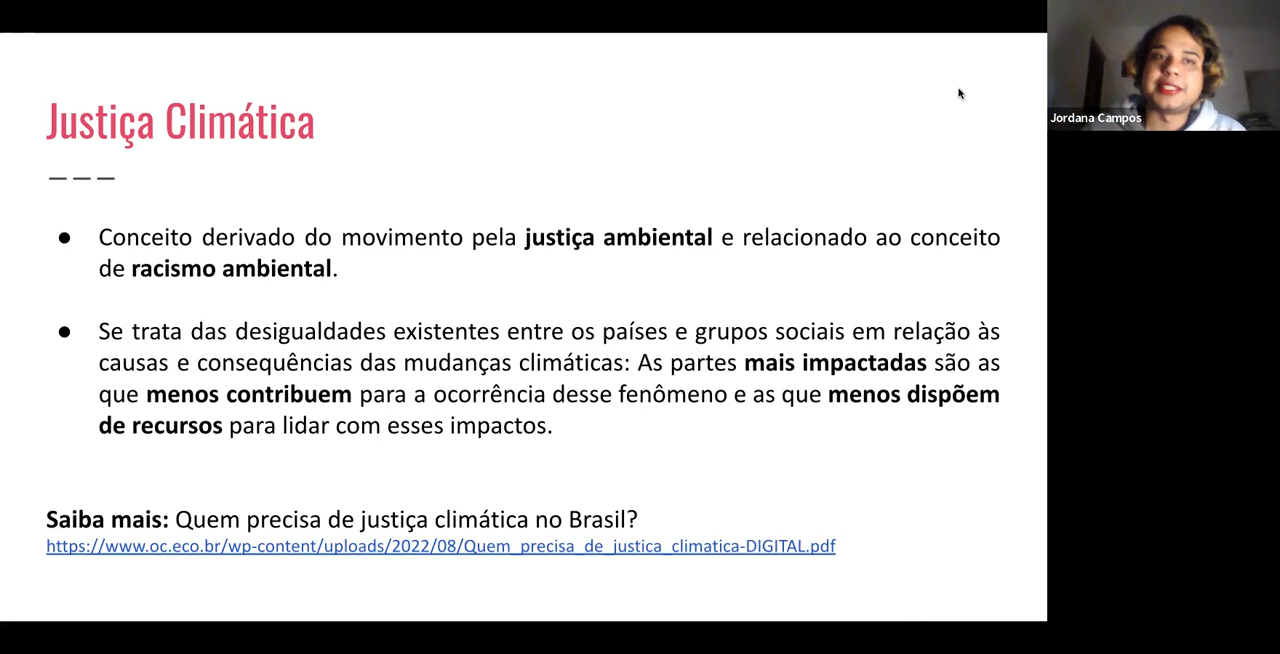 Justiça Climática
● Conceito derivado do movimento pela justiça ambiental e relacionado ao conceito
de racismo ambiental.
● Se trata das desigualdades existentes entre os países e grupos sociais em relação às
causas e consequências das mudanças climáticas: As partes mais impactadas são as
que menos contribuem para a ocorrência desse fenômeno e as que menos dispõem
de recursos para lidar com esses impactos.
Saiba mais: Quem precisa de justiça climática no Brasil?
https://www.oc.eco.br/wp-content/uploads/2022/08/Quem_precisa_de_justica_climatica-DIGITAL.pdf
Jordana Campos